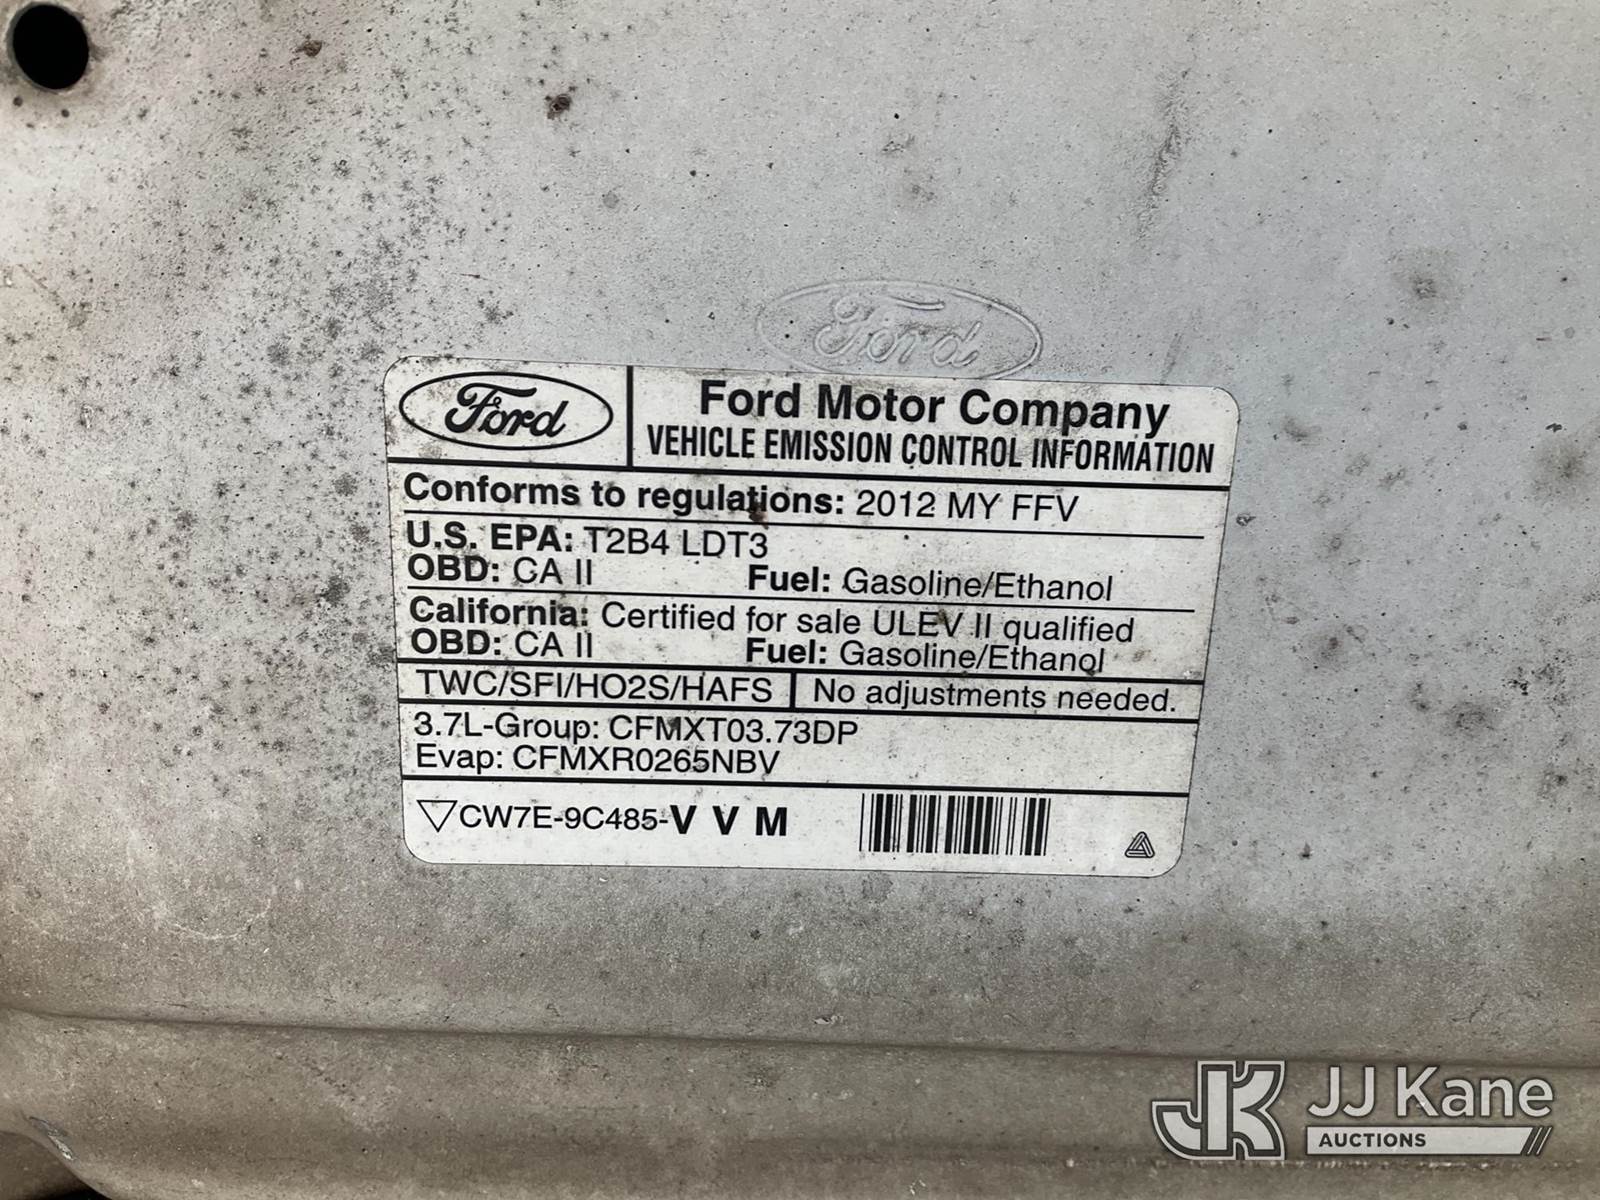 Ford
Ford
Ford Motor Company
VEHICLE EMISSION CONTROL INFORMATION
Conforms to regulations: 2012 MY FFV
U.S. EPA: T2B4 LDT3
OBD: CA II Fuel: Gasoline/Ethanol
California: Certified for sale ULEV II qualified
OBD: CA II Fuel: Gasoline/Ethanol
TWC/SFI/HO2S/HAFS No adjustments needed.
3.7L-Group: CFMXT03.73DP
Evap: CFMXR0265NBV
CW7E-9C485-V V M
JK JJ Kane
AUCTIONS